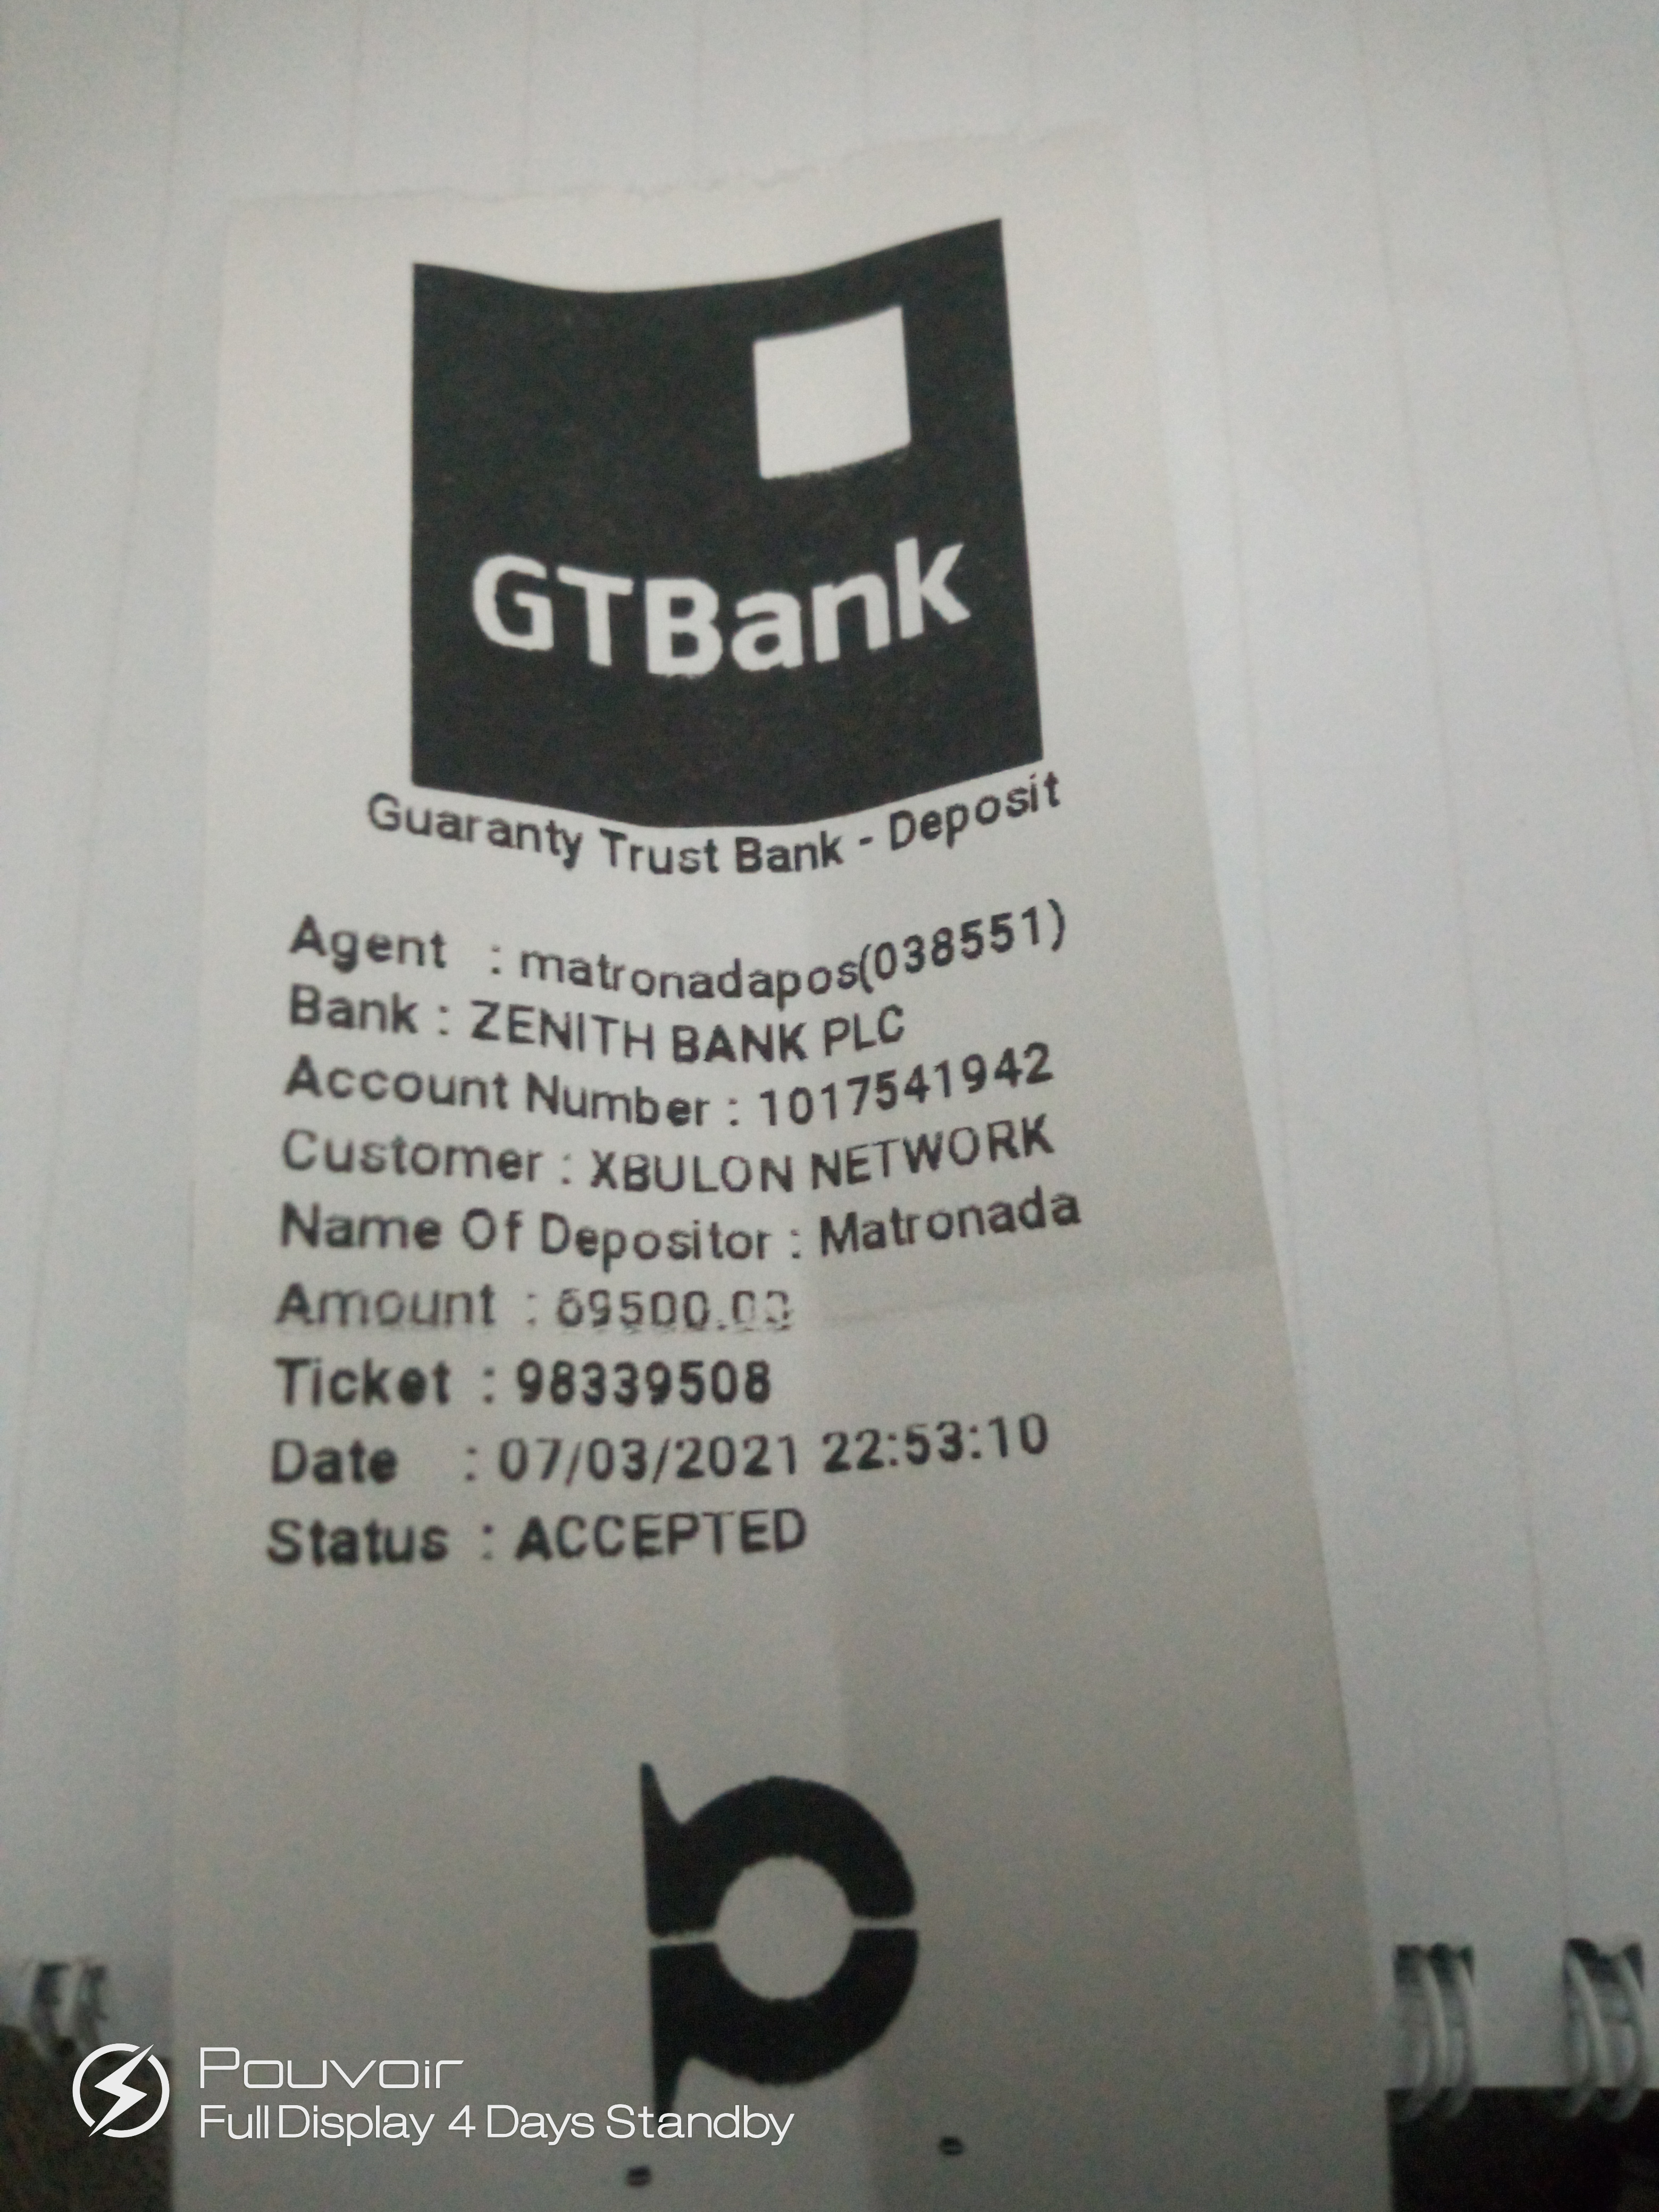 GTBank
Guaranty Trust Bank - Deposit
Agent : matronadapos(038551)
Bank : ZENITH BANK PLC
Account Number : 1017541942
Customer : XBULON NETWORK
Name Of Depositor : Matronada
Amount : 69500.00
Ticket : 98339508
Date : 07/03/2021 22:53:10
Status : ACCEPTED
Pouvoir
Full Display 4 Days Standby